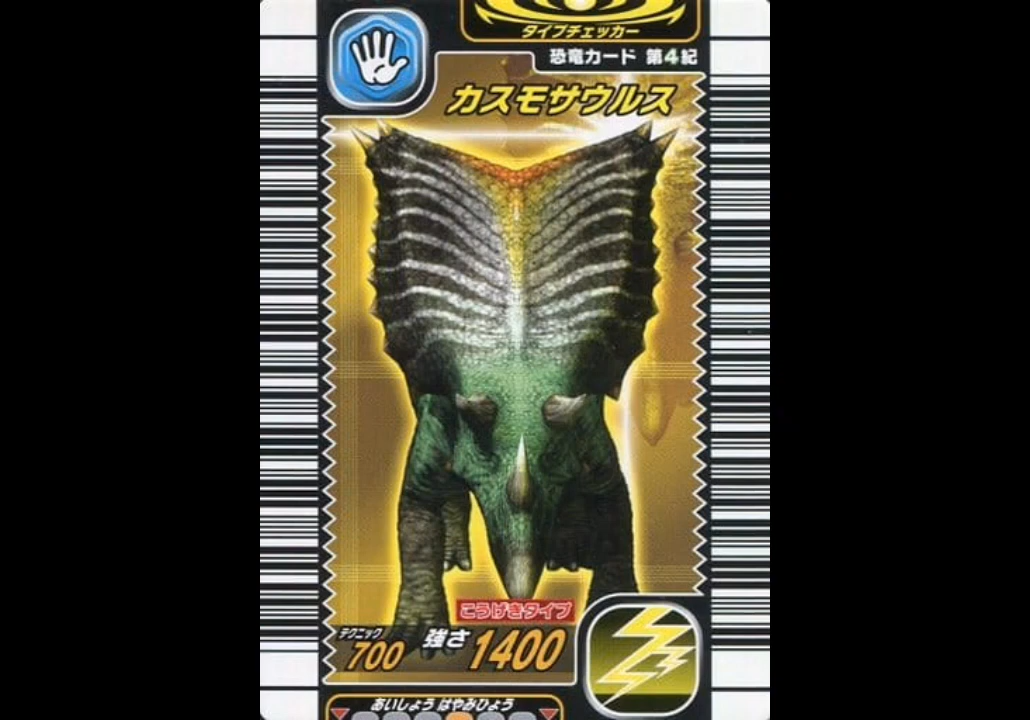 タイプチェッカー
恐竜カード 第4紀
カスモサウルス
こうげきタイプ
テクニック
700
強さ 1400
あいしょう はやみひょう